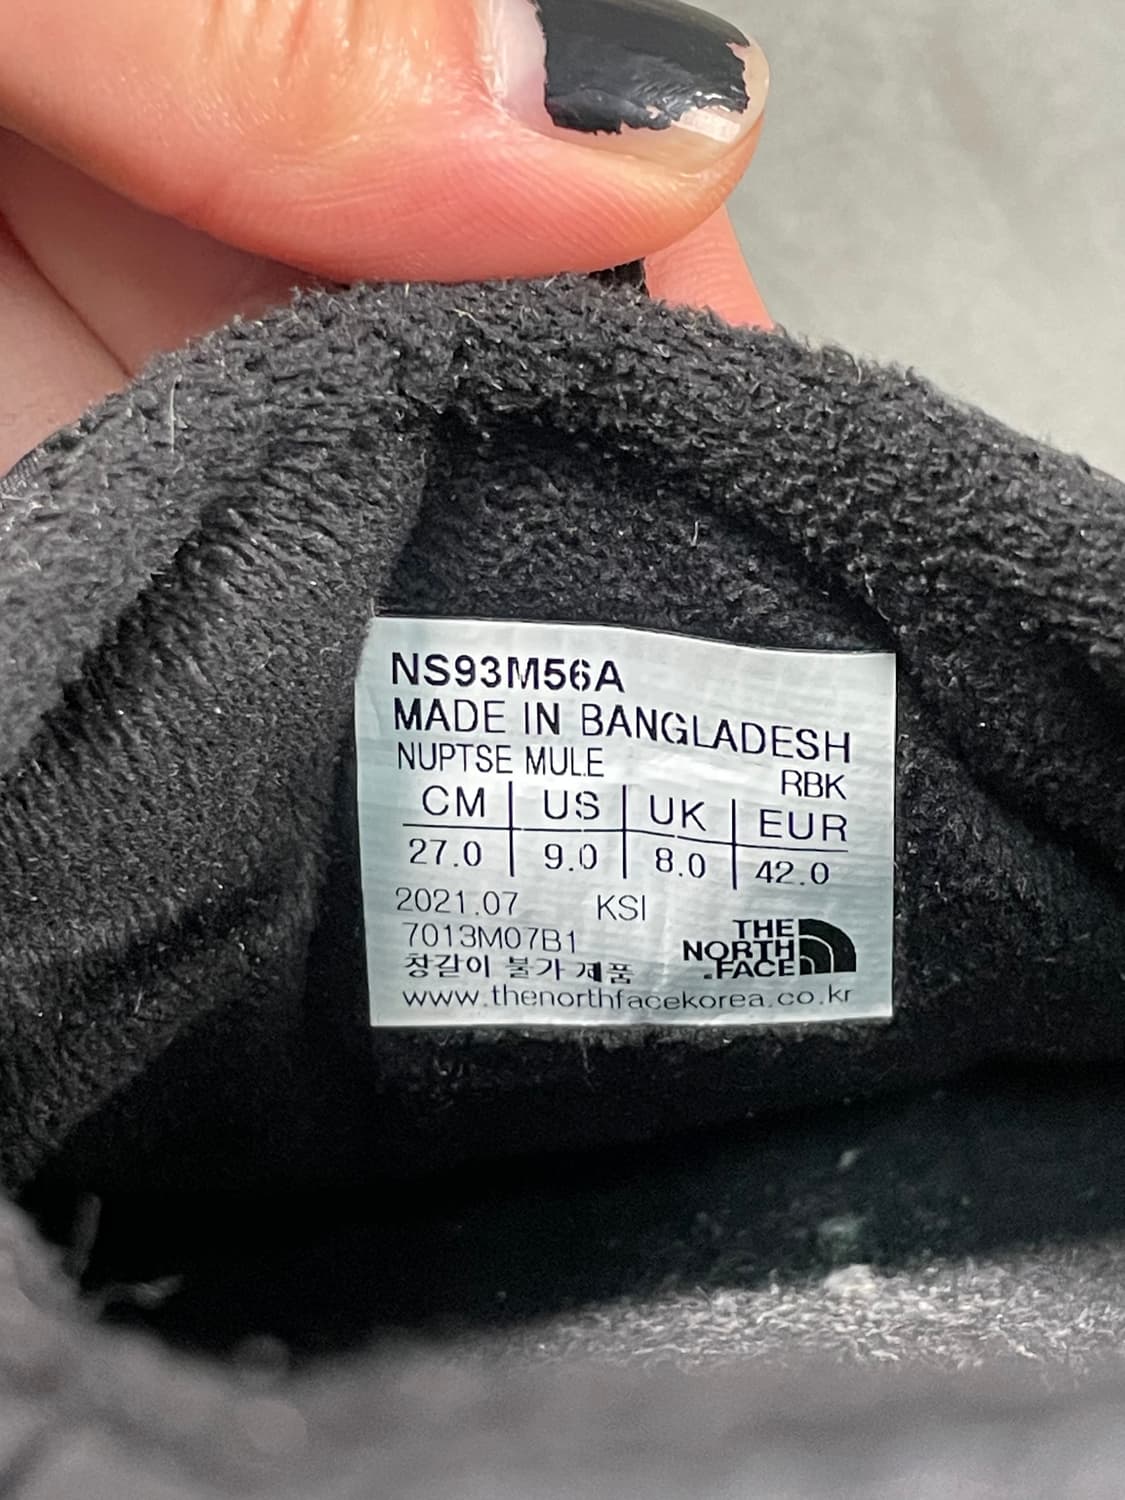 NS93M56A
MADE IN BANGLADESH
NUPTSE MULE RBK
CM US UK EUR
27.0 9.0 8.0 42.0
2021.07 KSI
7013M07B1
창갈이 불가 제품
THE
NORTH
FACE
www.thenorthfacekorea.co.kr